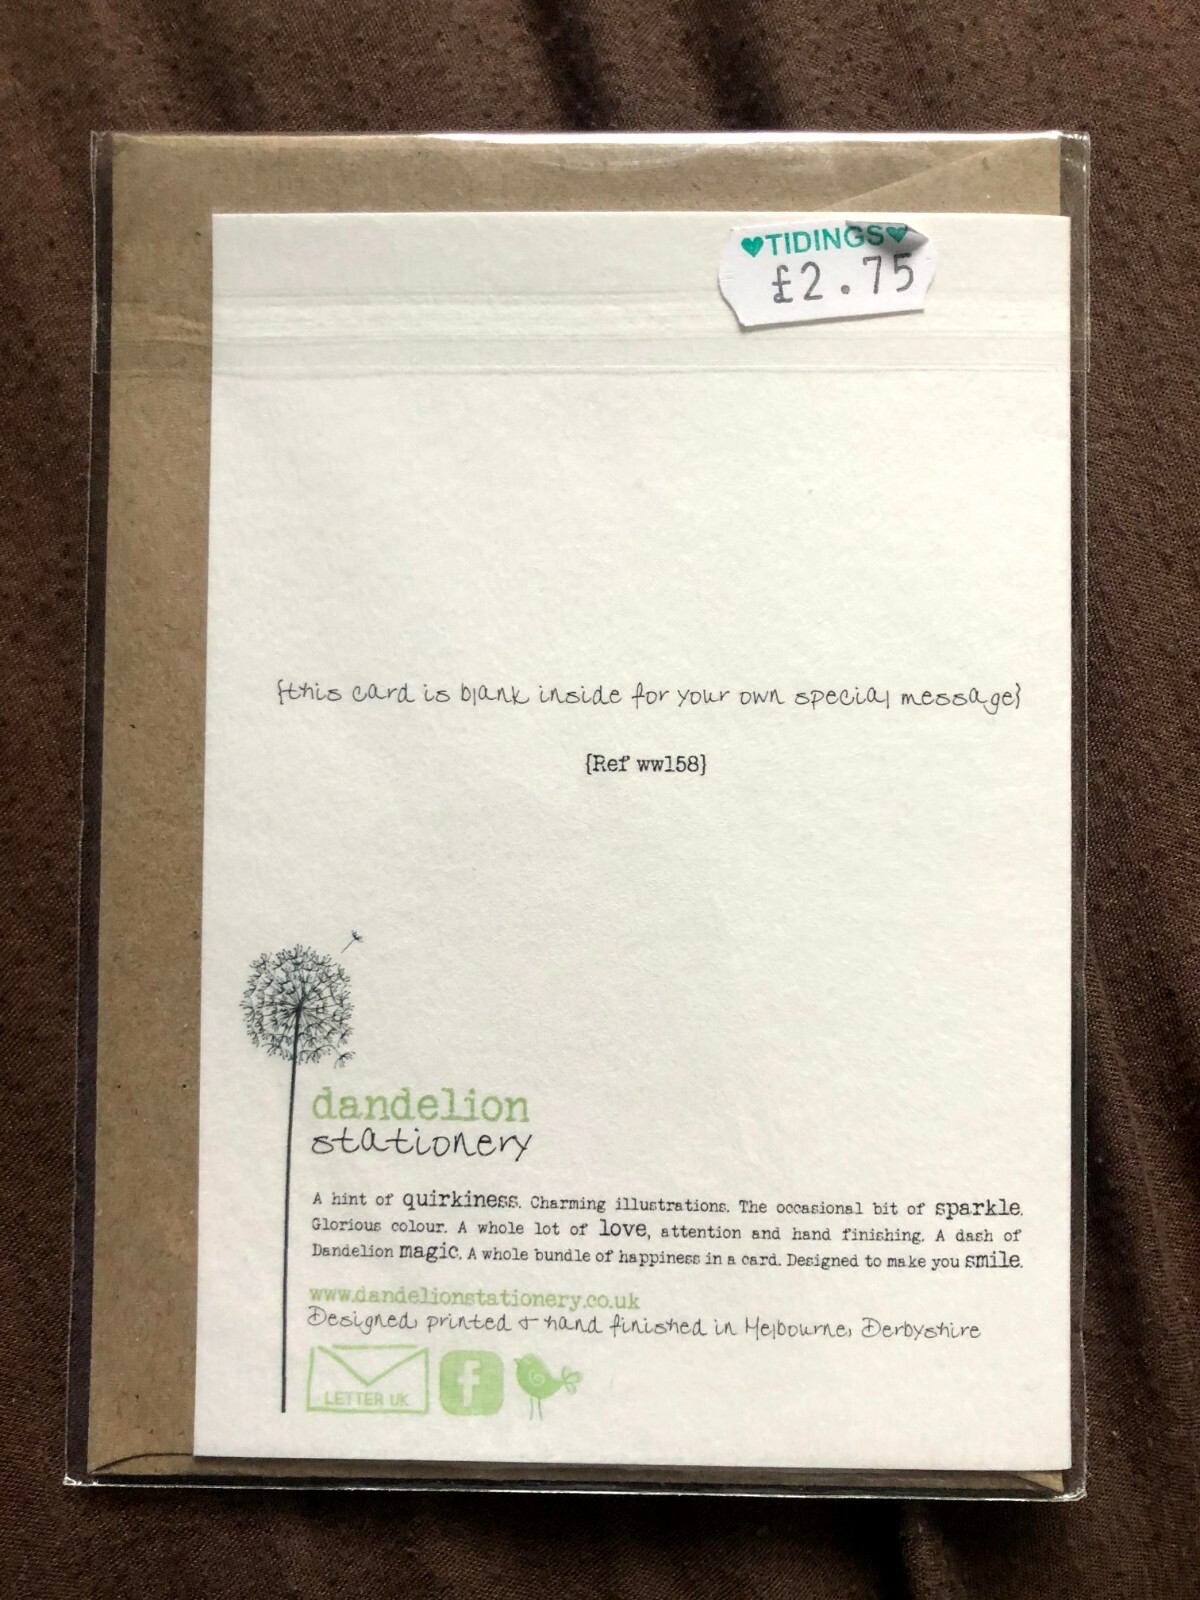 ♥TIDINGS♥
£2.75
{this card is blank inside for your own special message}
{Ref ww158}
dandelion
stationery
A hint of quirkiness. Charming illustrations. The occasional bit of sparkle.
Glorious colour. A whole lot of love, attention and hand finishing. A dash of
Dandelion magic. A whole bundle of happiness in a card. Designed to make you smile.
www.dandelionstationery.co.uk
Designed, printed + hand finished in Melbourne, Derbyshire
LETTER UK f